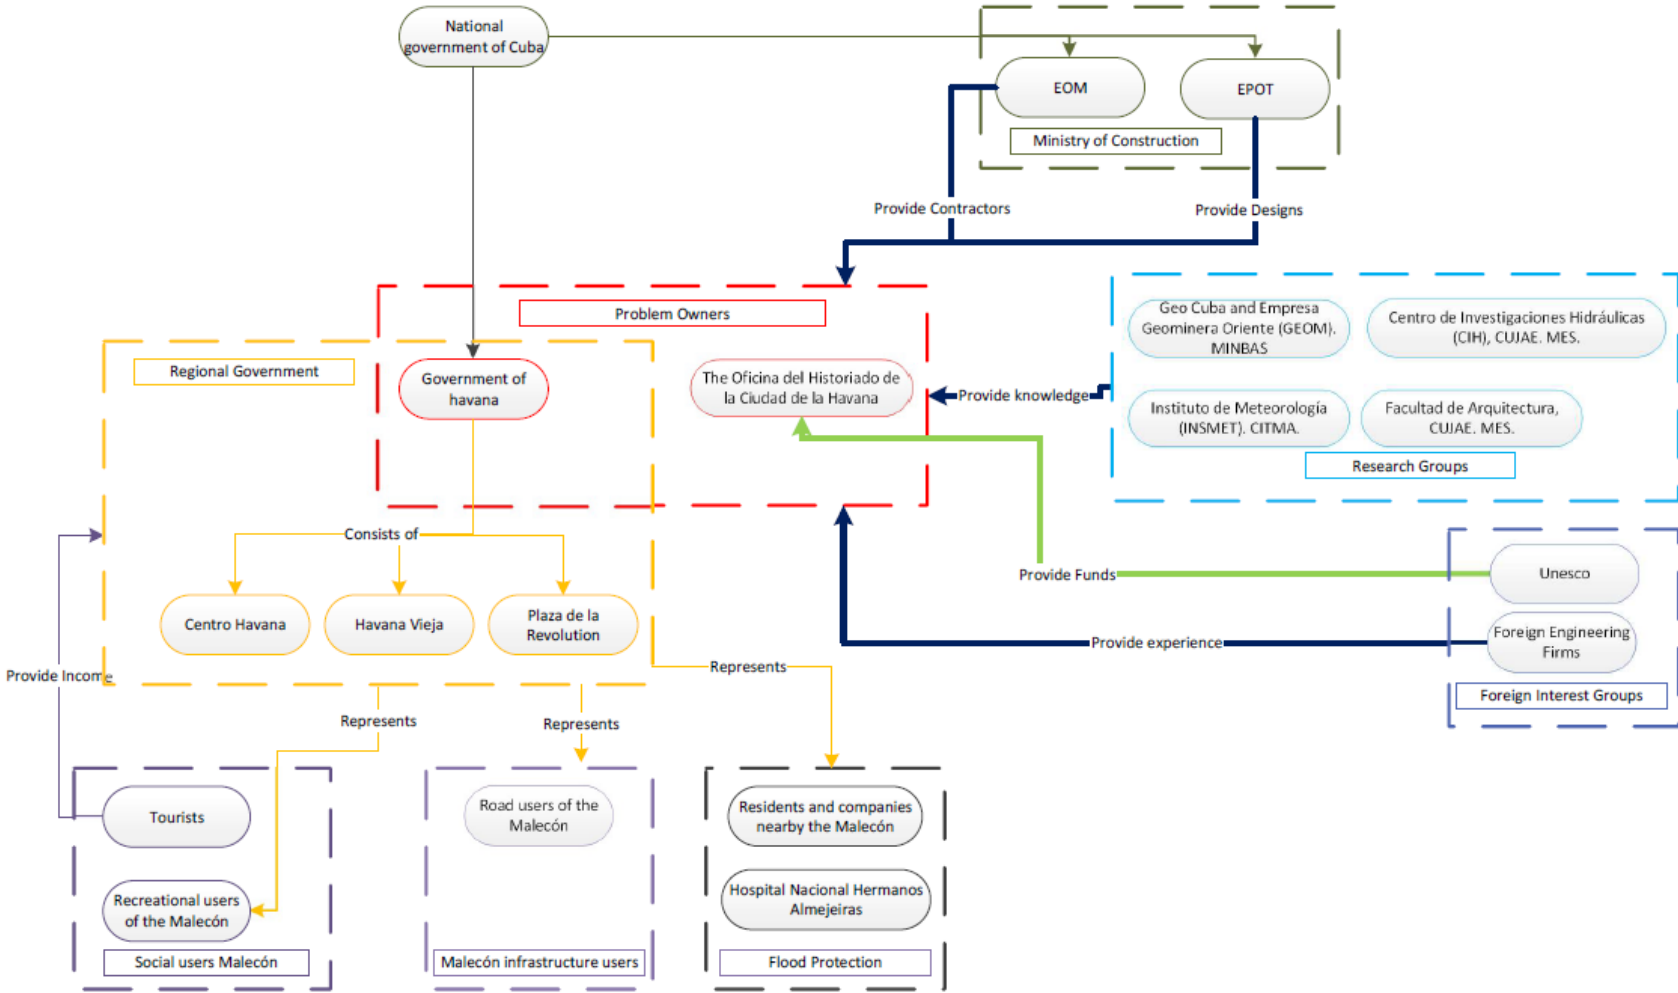 National
government of Cuba
EOM
EPOT
Ministry of Construction
Provide Contractors
Provide Designs
Problem Owners
Geo Cuba and Empresa
Geominera Oriente (GEOM).
MINBAS
Centro de Investigaciones Hidráulicas
(CIH), CUJAE. MES.
Regional Government
Government of
havana
The Oficina del Historiado de
la Ciudad de la Havana
Provide knowledge
Instituto de Meteorología
(INSMET). CITMA.
Facultad de Arquitectura,
CUJAE. MES.
Research Groups
Consists of
Provide Funds
Unesco
Centro Havana
Havana Vieja
Plaza de la
Revolution
Provide experience
Foreign Engineering
Firms
Provide Income
Represents
Foreign Interest Groups
Represents
Represents
Tourists
Road users of the
Malecón
Residents and companies
nearby the Malecón
Recreational users
of the Malecón
Hospital Nacional Hermanos
Almejeiras
Social users Malecón
Malecón infrastructure users
Flood Protection